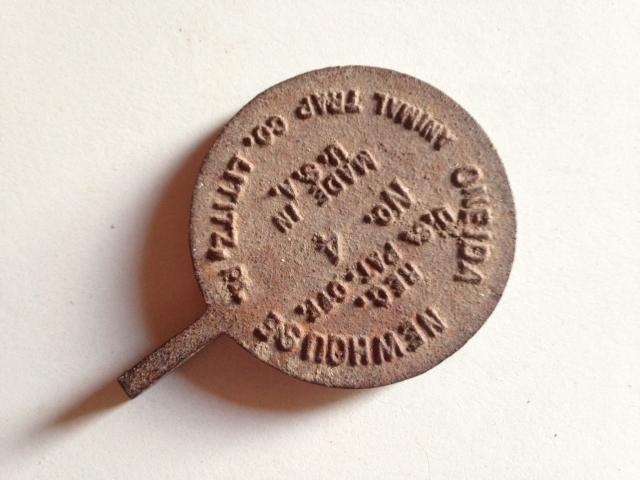 ONEIDA
NEWHOUSE
REG.
PAT. OFF.
NO. 4
MADE IN
U.S.A.
ANIMAL TRAP CO. LITITZ, PA.